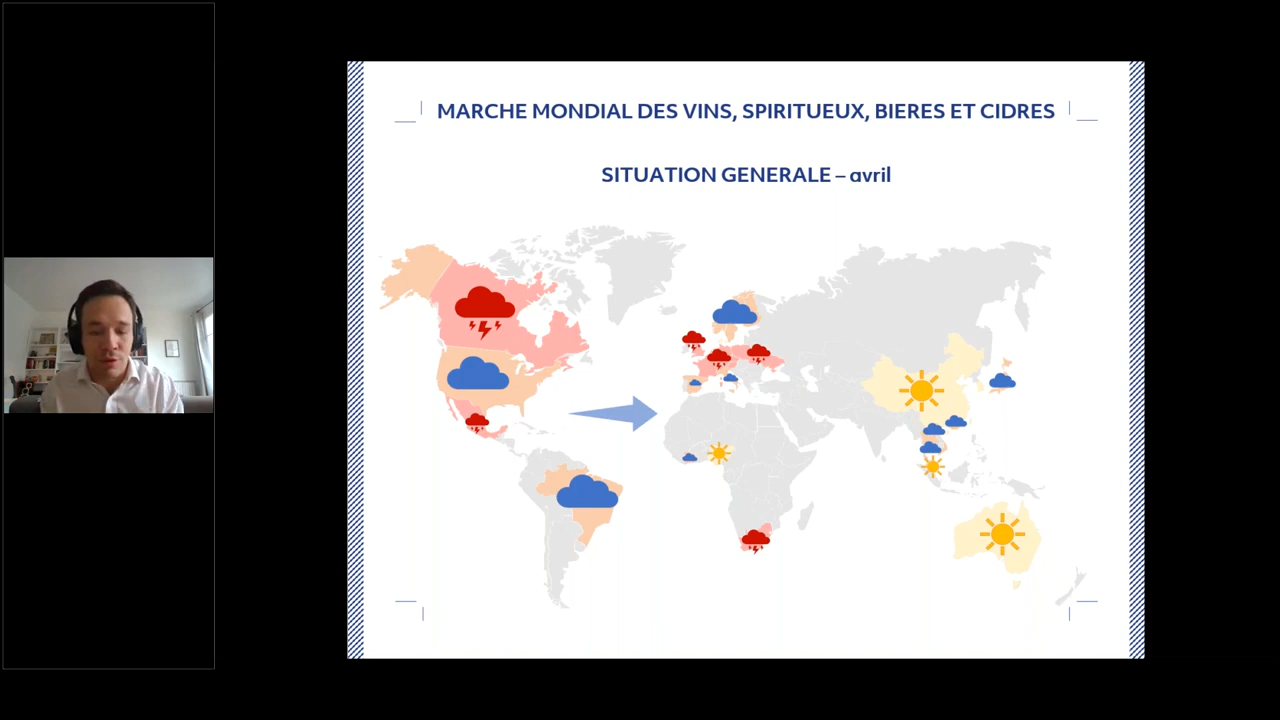 MARCHE MONDIAL DES VINS, SPIRITUEUX, BIERES ET CIDRES
SITUATION GENERALE – avril